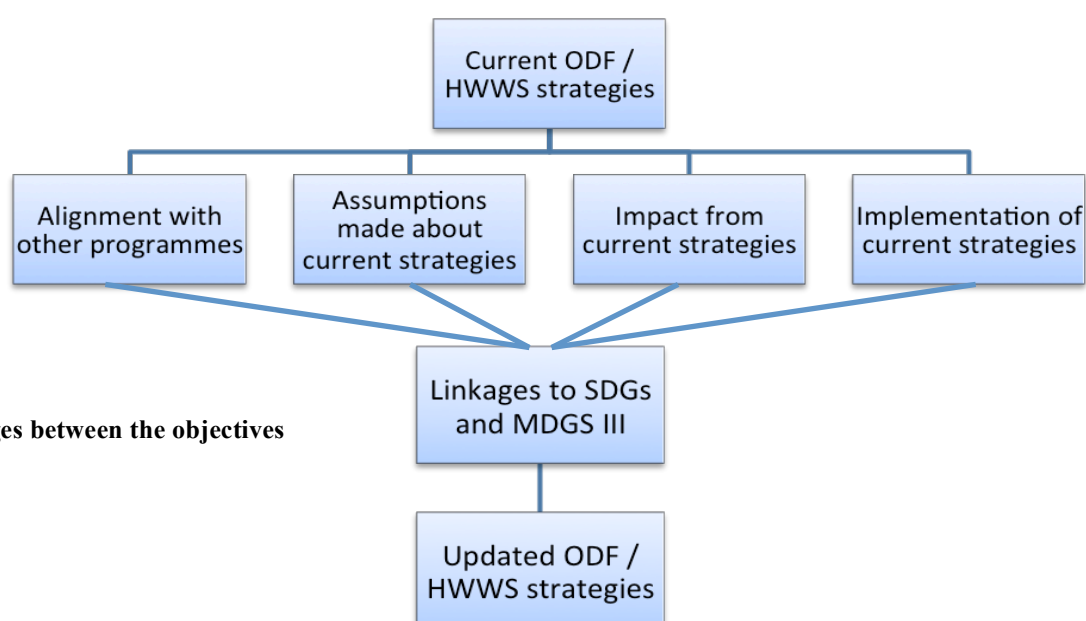 Current ODF /
HWWS strategies
Alignment with
other programmes
Assumptions
made about
current strategies
Impact from
current strategies
Implementation of
current strategies
Linkages to SDGs
and MDGS III
between the objectives
Updated ODF /
HWWS strategies